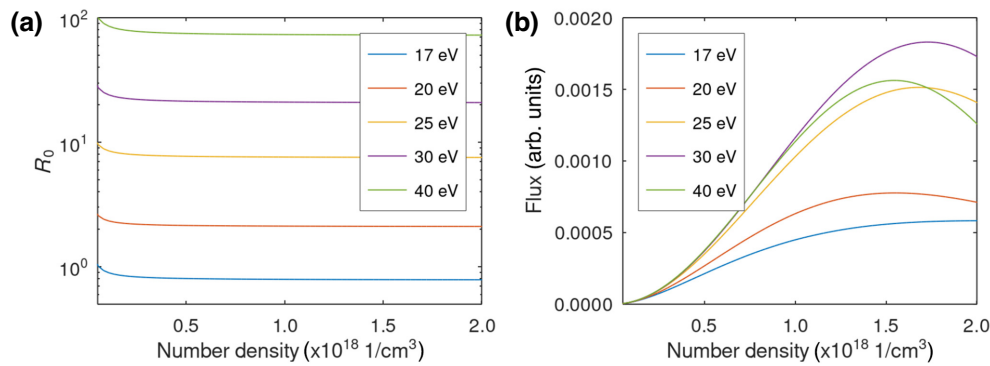 (a)
10²
10¹
10⁰
R₀
17 eV
20 eV
25 eV
30 eV
40 eV
0.5
1.0
1.5
2.0
Number density (x10¹⁸ 1/cm³)
(b)
0.0020
0.0015
0.0010
0.0005
0.0000
Flux (arb. units)
17 eV
20 eV
25 eV
30 eV
40 eV
0.5
1.0
1.5
2.0
Number density (x10¹⁸ 1/cm³)